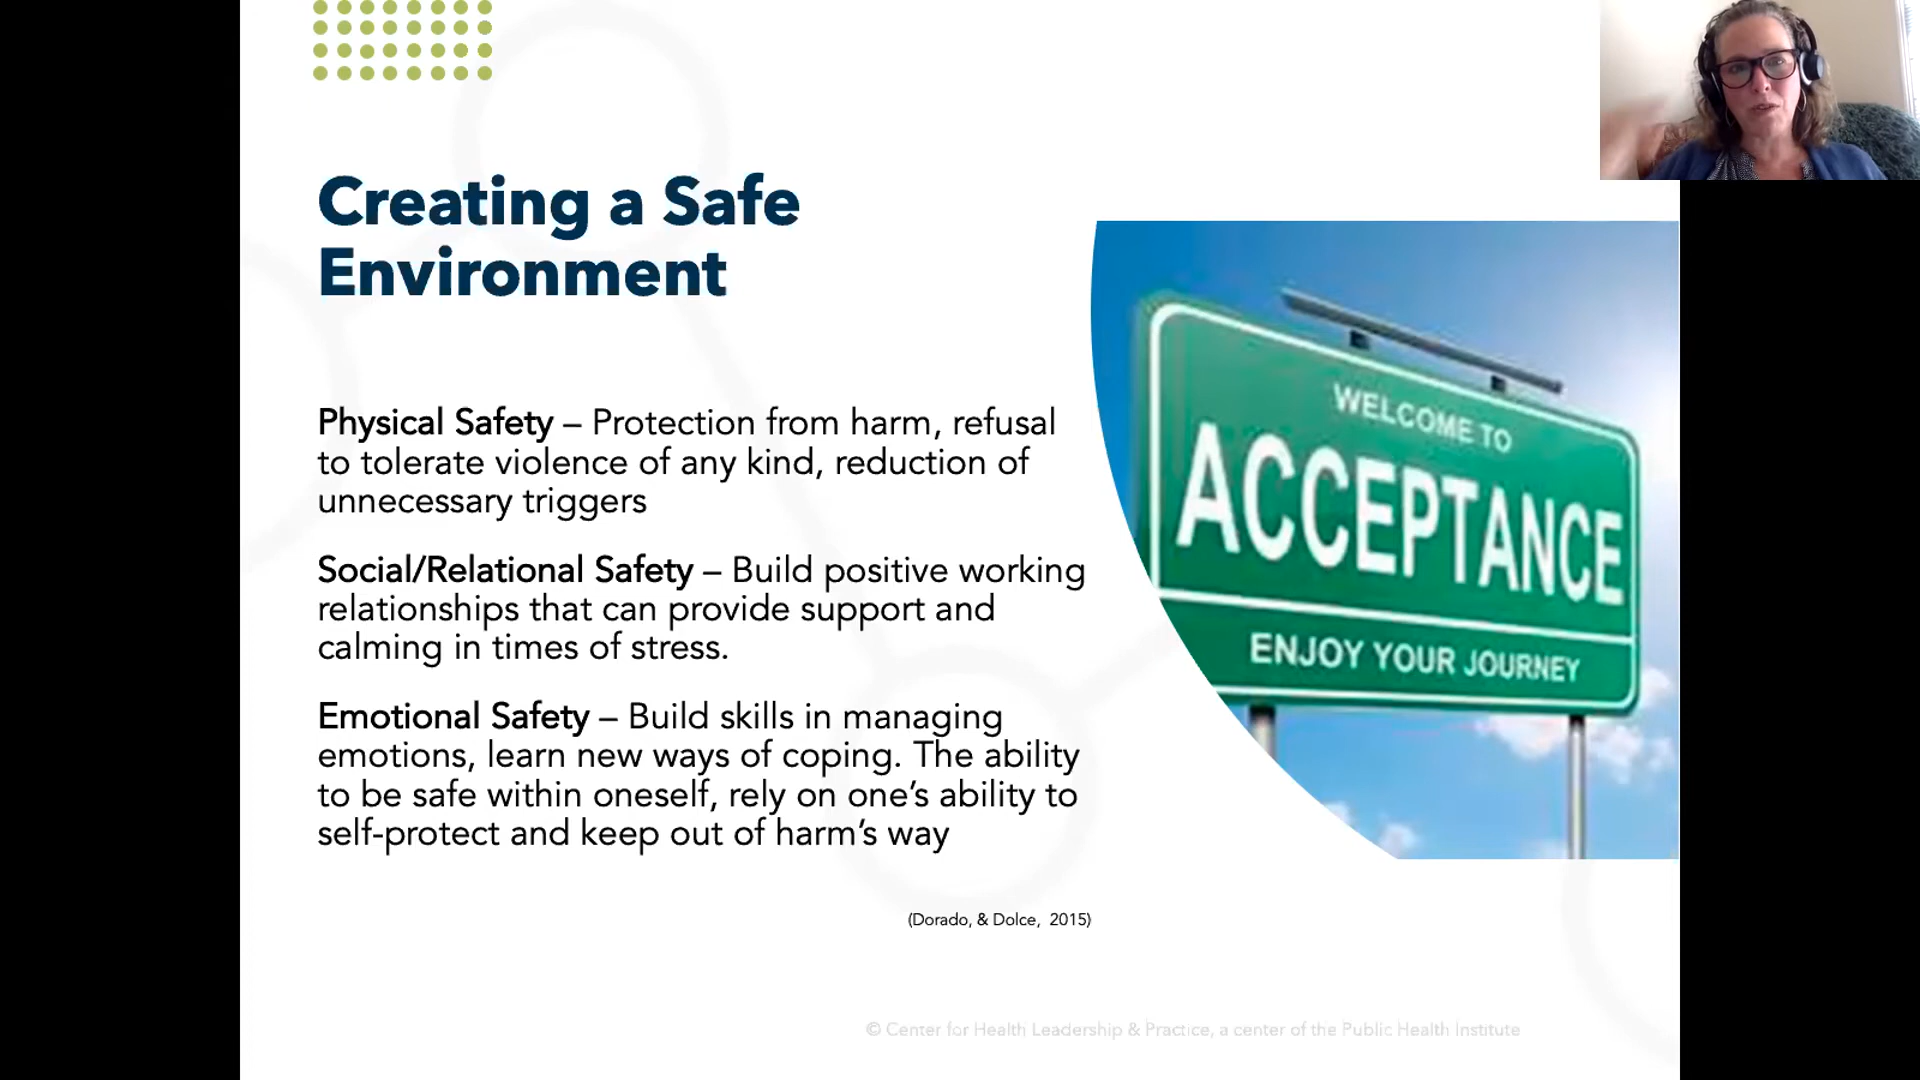 Creating a Safe
Environment
Physical Safety – Protection from harm, refusal
to tolerate violence of any kind, reduction of
unnecessary triggers
Social/Relational Safety – Build positive working
relationships that can provide support and
calming in times of stress.
Emotional Safety – Build skills in managing
emotions, learn new ways of coping. The ability
to be safe within oneself, rely on one’s ability to
self-protect and keep out of harm’s way
(Dorado, & Dolce,  2015)
WELCOME TO
ACCEPTANCE
ENJOY YOUR JOURNEY
© Center for Health Leadership & Practice, a center of the Public Health Institute